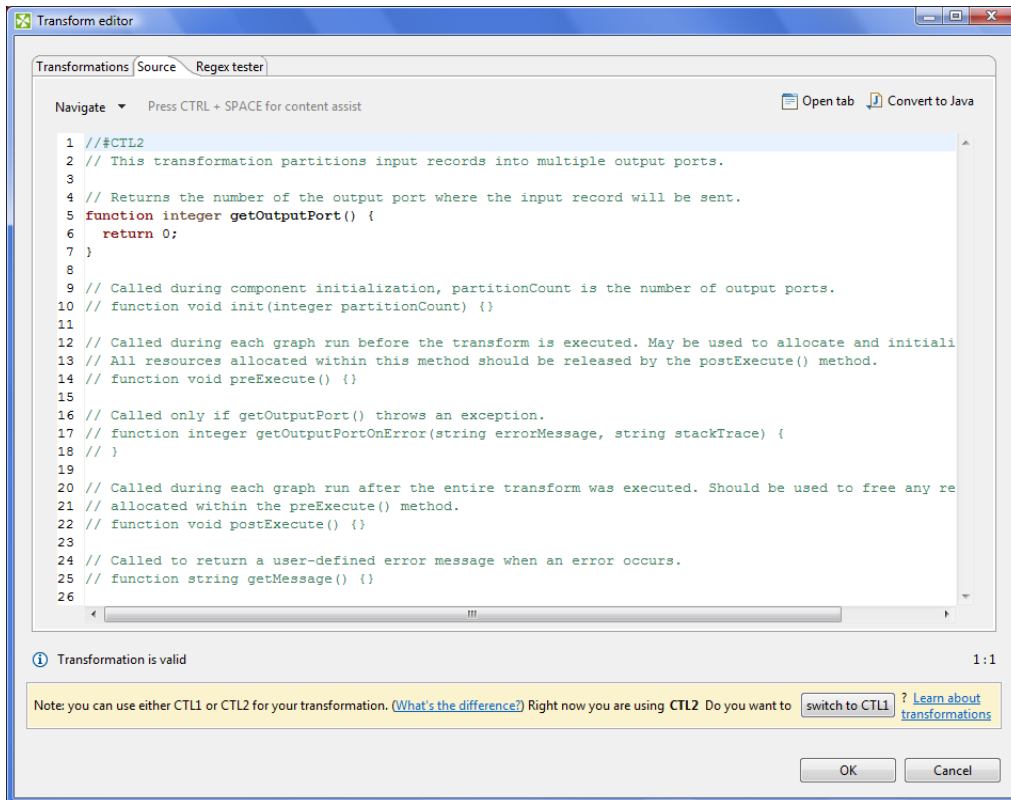 Transform editor
Transformations Source Regex tester
Navigate Press CTRL + SPACE for content assist Open tab Convert to Java
1 //#CTL2
2 // This transformation partitions input records into multiple output ports.
3
4 // Returns the number of the output port where the input record will be sent.
5 function integer getOutputPort() {
6 return 0;
7 }
8
9 // Called during component initialization, partitionCount is the number of output ports.
10 // function void init(integer partitionCount) {}
11
12 // Called during each graph run before the transform is executed. May be used to allocate and initiali
13 // All resources allocated within this method should be released by the postExecute() method.
14 // function void preExecute() {}
15
16 // Called only if getOutputPort() throws an exception.
17 // function integer getOutputPortOnError(string errorMessage, string stackTrace) {
18 // }
19
20 // Called during each graph run after the entire transform was executed. Should be used to free any re
21 // allocated within the preExecute() method.
22 // function void postExecute() {}
23
24 // Called to return a user-defined error message when an error occurs.
25 // function string getMessage() {}
26
Transformation is valid 1:1
Note: you can use either CTL1 or CTL2 for your transformation. (What's the difference?) Right now you are using CTL2 Do you want to switch to CTL1 ? Learn about
transformations
OK Cancel